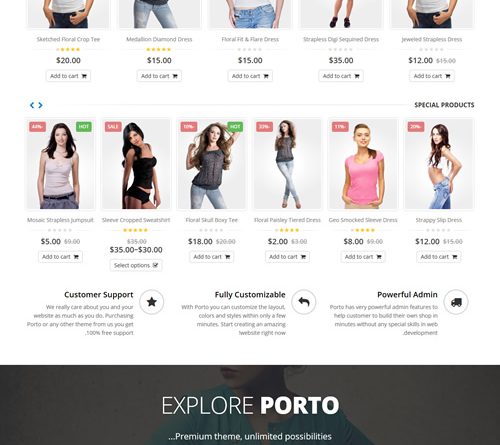 Sketched Floral Crop Tee
Medallion Diamond Dress
Floral Fit & Flare Dress
Strapless Digi Sequined Dress
Jeweled Strapless Dress
$20.00
$15.00
$15.00
$35.00
$12.00 $15.00
Add to cart
Add to cart
Add to cart
Add to cart
Add to cart
SPECIAL PRODUCTS
44%- HOT
SALE
10%- HOT
33%-
11%-
20%-
Mosaic Strapless Jumpsuit
Sleeve Cropped Sweatshirt
Floral Skull Boxy Tee
Floral Paisley Tiered Dress
Geo Smocked Sleeve Dress
Strappy Slip Dress
$5.00 $9.00
$35.00
$35.00–$30.00
$18.00 $20.00
$2.00 $3.00
$8.00 $9.00
$12.00 $15.00
Add to cart
Select options
Add to cart
Add to cart
Add to cart
Add to cart
Customer Support
We really care about you and your
website as much as you do. Purchasing
Porto or any other theme from us you get
.100% free support
Fully Customizable
With Porto you can customize the layout,
colors and styles within only a few
minutes. Start creating an amazing
!website right now
Powerful Admin
Porto has very powerful admin features to
help customer to build their own shop in
minutes without any special skills in web
.development
EXPLORE PORTO
...Premium theme, unlimited possibilities